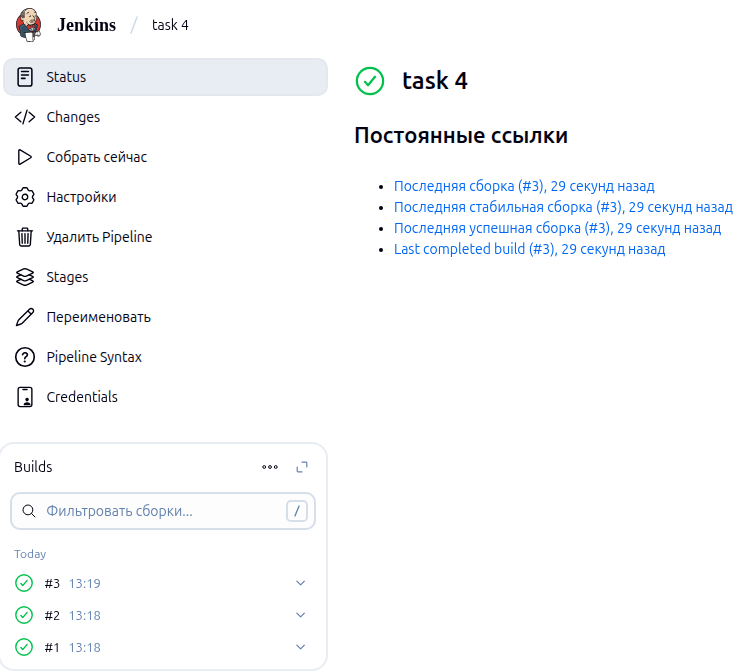 Jenkins / task 4
Status
Changes
Собрать сейчас
Настройки
Удалить Pipeline
Stages
Переименовать
Pipeline Syntax
Credentials
Builds
Фильтровать сборки... /
Today
#3 13:19
#2 13:18
#1 13:18
task 4
Постоянные ссылки
Последняя сборка (#3), 29 секунд назад
Последняя стабильная сборка (#3), 29 секунд назад
Последняя успешная сборка (#3), 29 секунд назад
Last completed build (#3), 29 секунд назад